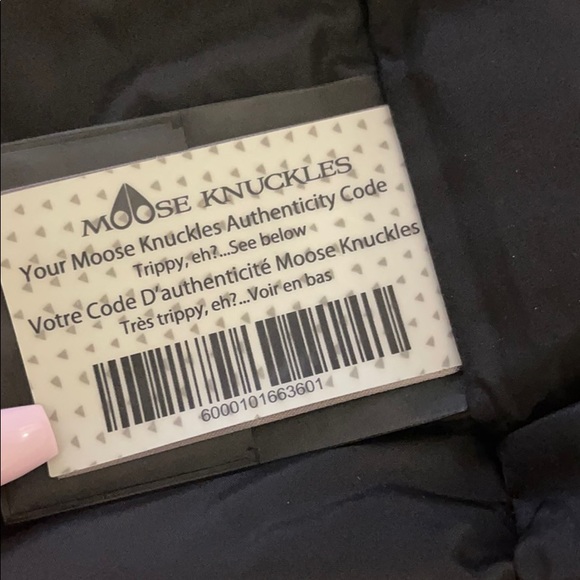 MOOSE KNUCKLES
Your Moose Knuckles Authenticity Code
Trippy, eh?...See below
Votre Code D'authenticité Moose Knuckles
Très trippy, eh?...Voir en bas
6000101663601